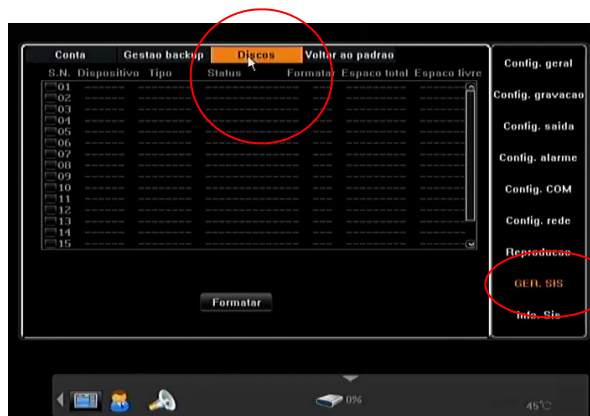 Conta Gestao backup Discos Voltar ao padrao
S.N. Dispositivo Tipo Status Formatar Espaco total Espaco livre
01
02
03
04
05
06
07
08
09
10
11
12
13
14
15
Formatar
Config. geral
Config. gravacao
Config. saida
Config. alarme
Config. COM
Config. rede
Reproducao
GER. SIS
Info. Sis
0%
45°C